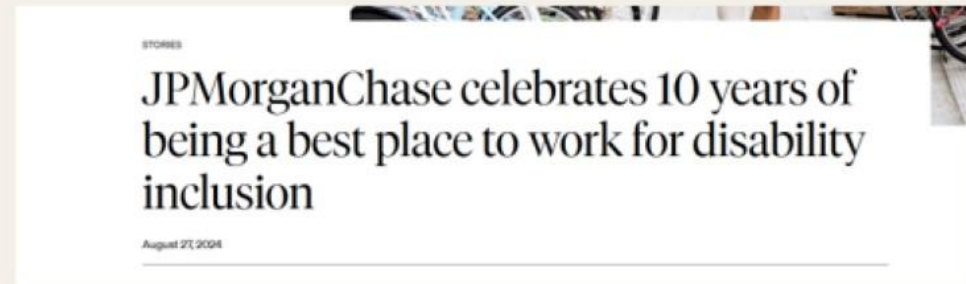 STORIES
JPMorganChase celebrates 10 years of
being a best place to work for disability
inclusion
August 27, 2024